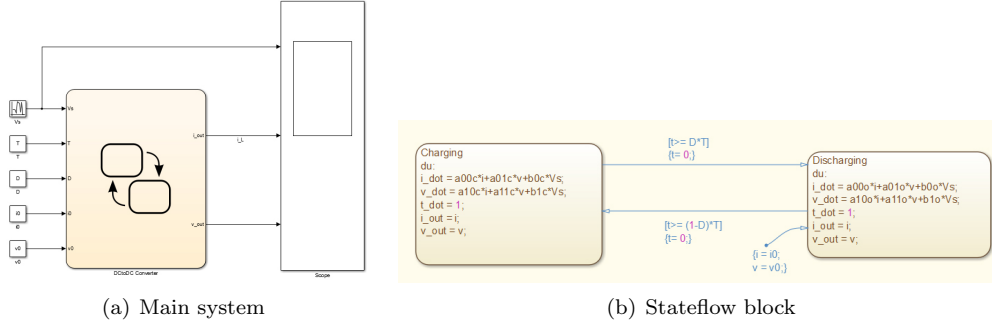 Vs
T
D
i0
v0
Vs
T
T
D
D
i0
i0
v0
v0
i_out
v_out
i_L
DCtoDC Converter
Scope
(a) Main system
Charging
du:
i_dot = a00c*i+a01c*v+b0c*Vs;
v_dot = a10c*i+a11c*v+b1c*Vs;
t_dot = 1;
i_out = i;
v_out = v;
[t>= D*T]
{t= 0;}
[t>= (1-D)*T]
{t= 0;}
{i = i0;
v = v0;}
Discharging
du:
i_dot = a00o*i+a01o*v+b0o*Vs;
v_dot = a10o*i+a11o*v+b1o*Vs;
t_dot = 1;
i_out = i;
v_out = v;
(b) Stateflow block